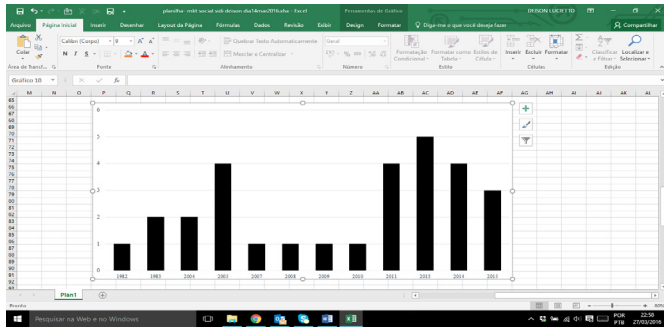 planilha - mkt social mdi deison dia14mar2016.xlsx - Excel
Ferramentas de Gráfico
DEISON LUCIETTO
Arquivo Página Inicial Inserir Desenhar Layout da Página Fórmulas Dados Revisão Exibir Design Formatar Diga-me o que você deseja fazer Compartilhar
Calibri (Corpo) 9
Quebrar Texto Automaticamente
Geral
Mesclar e Centralizar
Formatação Condicional
Formatar como Tabela
Estilos de Célula
Inserir Excluir Formatar
Classificar e Filtrar
Localizar e Selecionar
Área de Transf... Fonte Alinhamento Número Estilo Células Edição
Gráfico 10
M N O P Q R S T U V W X Y Z AA AB AC AD AE AF AG AH AI AJ AK AL
6
5
4
3
2
1
0
1982 1983 2004 2005 2007 2008 2009 2010 2011 2013 2014 2015
Plan1
Pronto
80%
Pesquisar na Web e no Windows
POR 22:58
PTB 27/03/2016